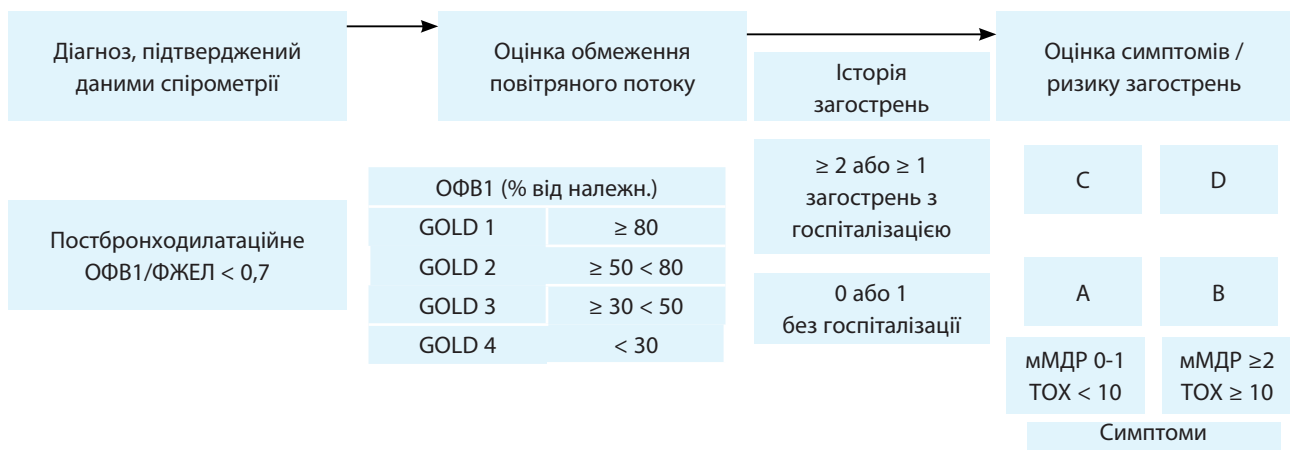 Діагноз, підтверджений
даними спірометрії
Оцінка обмеження
повітряного потоку
Історія
загострень
Оцінка симптомів /
ризику загострень
Постбронходилатаційне
ОФВ1/ФЖЕЛ < 0,7
ОФВ1 (% від належн.)
GOLD 1 ≥ 80
GOLD 2 ≥ 50 < 80
GOLD 3 ≥ 30 < 50
GOLD 4 < 30
≥ 2 або ≥ 1
загострень з
госпіталізацією
0 або 1
без госпіталізації
C D
A B
мМДР 0-1
ТОХ < 10
мМДР ≥2
ТОХ ≥ 10
Симптоми